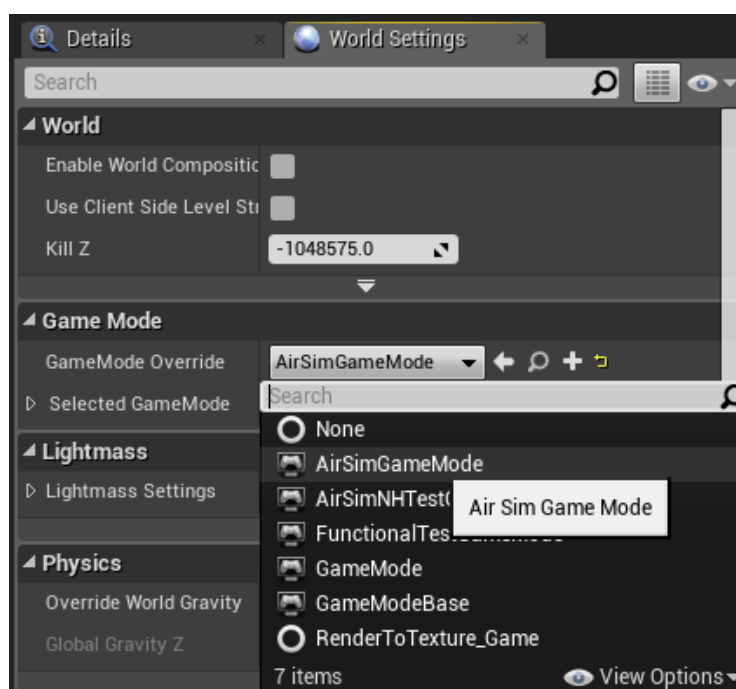 Details
World Settings
Search
World
Enable World Compositic
Use Client Side Level Str
Kill Z
-1048575.0
Game Mode
GameMode Override
AirSimGameMode
Selected GameMode
Search
None
Lightmass
AirSimGameMode
Lightmass Settings
AirSimNHTest
Air Sim Game Mode
Physics
GameMode
Override World Gravity
GameModeBase
Global Gravity Z
RenderToTexture_Game
7 items
View Options